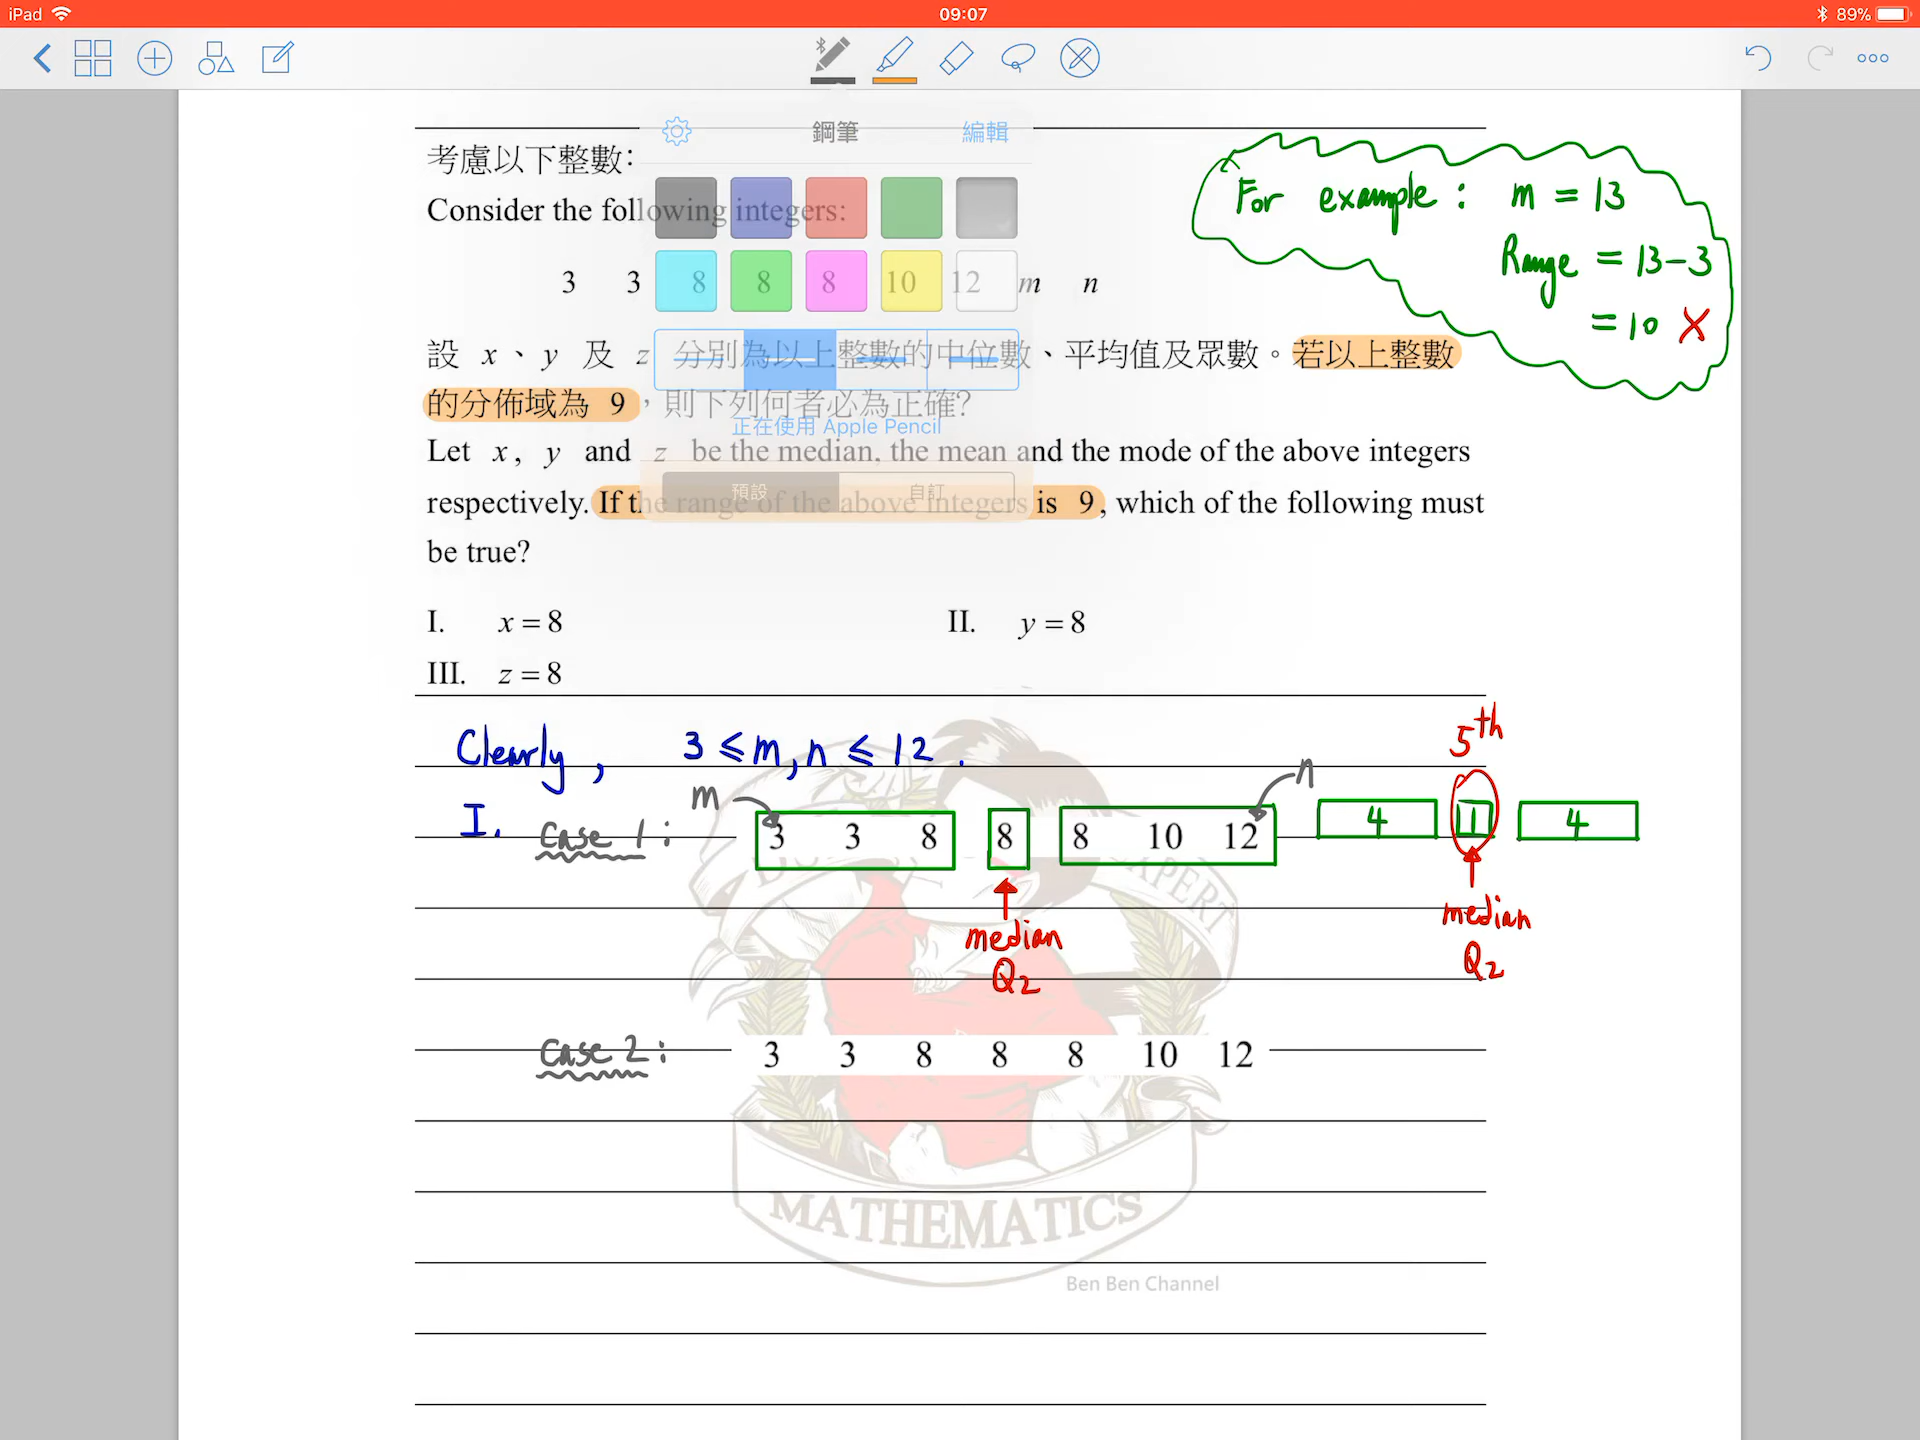 iPad 09:07 89%
鋼筆 編輯
考慮以下整數：
Consider the following integers:
3 3 8 8 8 10 12 m n
設 x、y 及 z 分別為以上整數的中位數、平均值及眾數。若以上整數
的分佈域為 9，則下列何者必為正確?
正在使用 Apple Pencil
Let x, y and z be the median, the mean and the mode of the above integers
預設 自訂
respectively. If the range of the above integers is 9, which of the following must
be true?
I. x = 8 II. y = 8
III. z = 8
For example : m = 13
Range = 13 - 3
= 10 ✗
Clearly, 3 ≤ m, n ≤ 12.
m n 5th
I. Case 1: 3 3 8 8 8 10 12 4 1 4
median median
Q2 Q2
EXPERT
Case 2: 3 3 8 8 8 10 12
MATHEMATICS
Ben Ben Channel